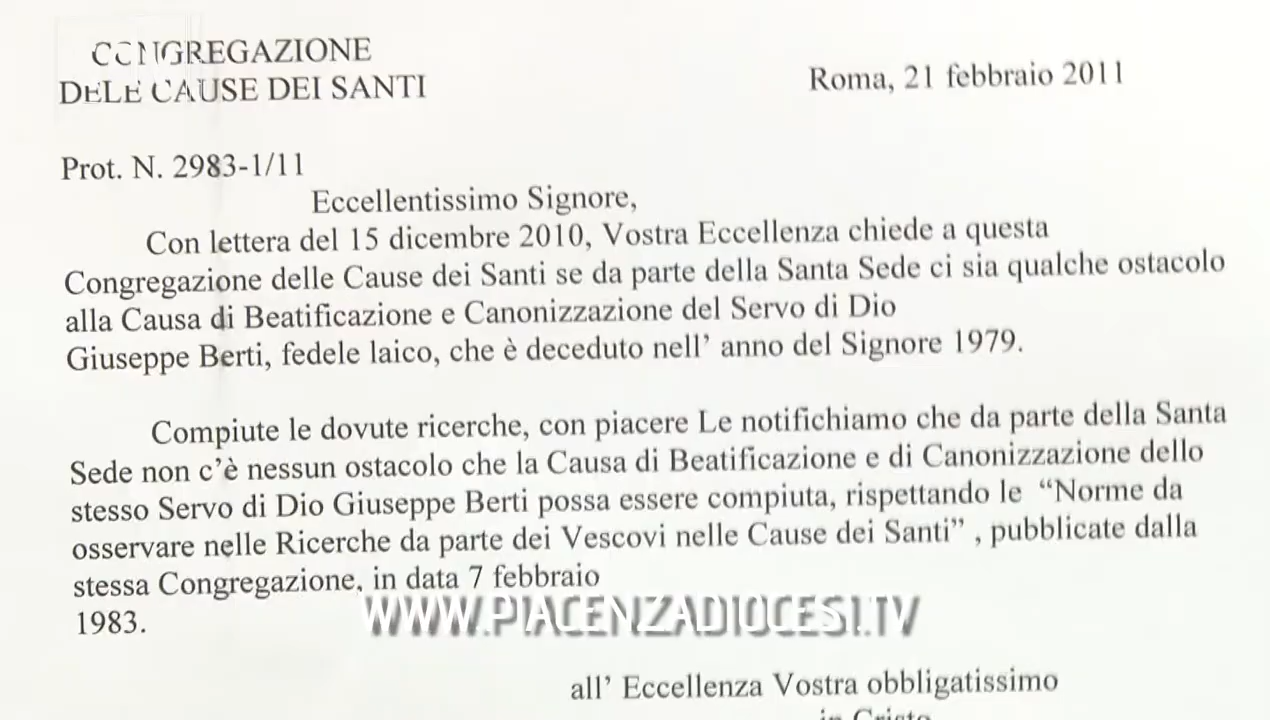 CONGREGAZIONE
DELLE CAUSE DEI SANTI
Roma, 21 febbraio 2011
Prot. N. 2983-1/11
Eccellentissimo Signore,
Con lettera del 15 dicembre 2010, Vostra Eccellenza chiede a questa
Congregazione delle Cause dei Santi se da parte della Santa Sede ci sia qualche ostacolo
alla Causa di Beatificazione e Canonizzazione del Servo di Dio
Giuseppe Berti, fedele laico, che è deceduto nell’ anno del Signore 1979.
Compiute le dovute ricerche, con piacere Le notifichiamo che da parte della Santa
Sede non c’è nessun ostacolo che la Causa di Beatificazione e di Canonizzazione dello
stesso Servo di Dio Giuseppe Berti possa essere compiuta, rispettando le “Norme da
osservare nelle Ricerche da parte dei Vescovi nelle Cause dei Santi” , pubblicate dalla
stessa Congregazione, in data 7 febbraio
1983.
WWW.PIACENZADIOCESI.TV
all’ Eccellenza Vostra obbligatissimo
in Cristo